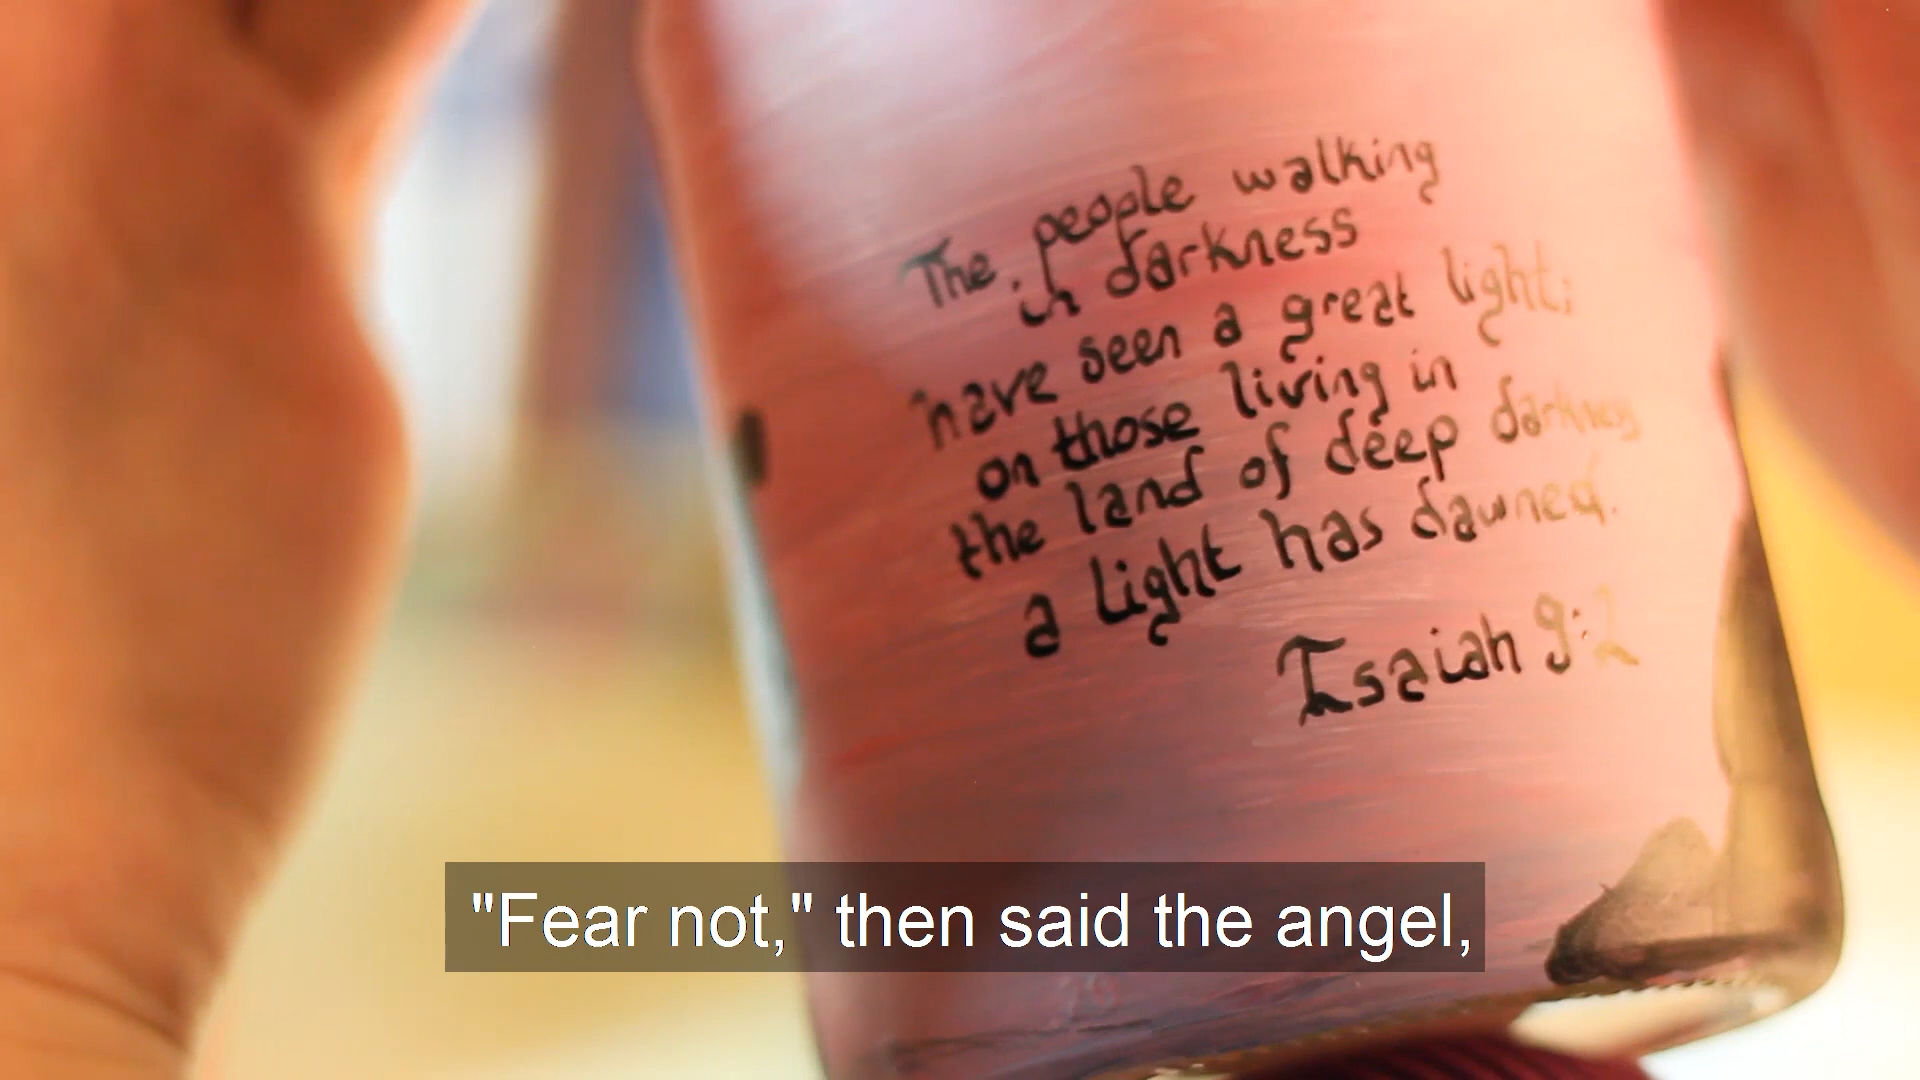 The people walking
in darkness
have seen a great light;
on those living in
the land of deep darkness
a light has dawned.
Isaiah 9:2
"Fear not," then said the angel,